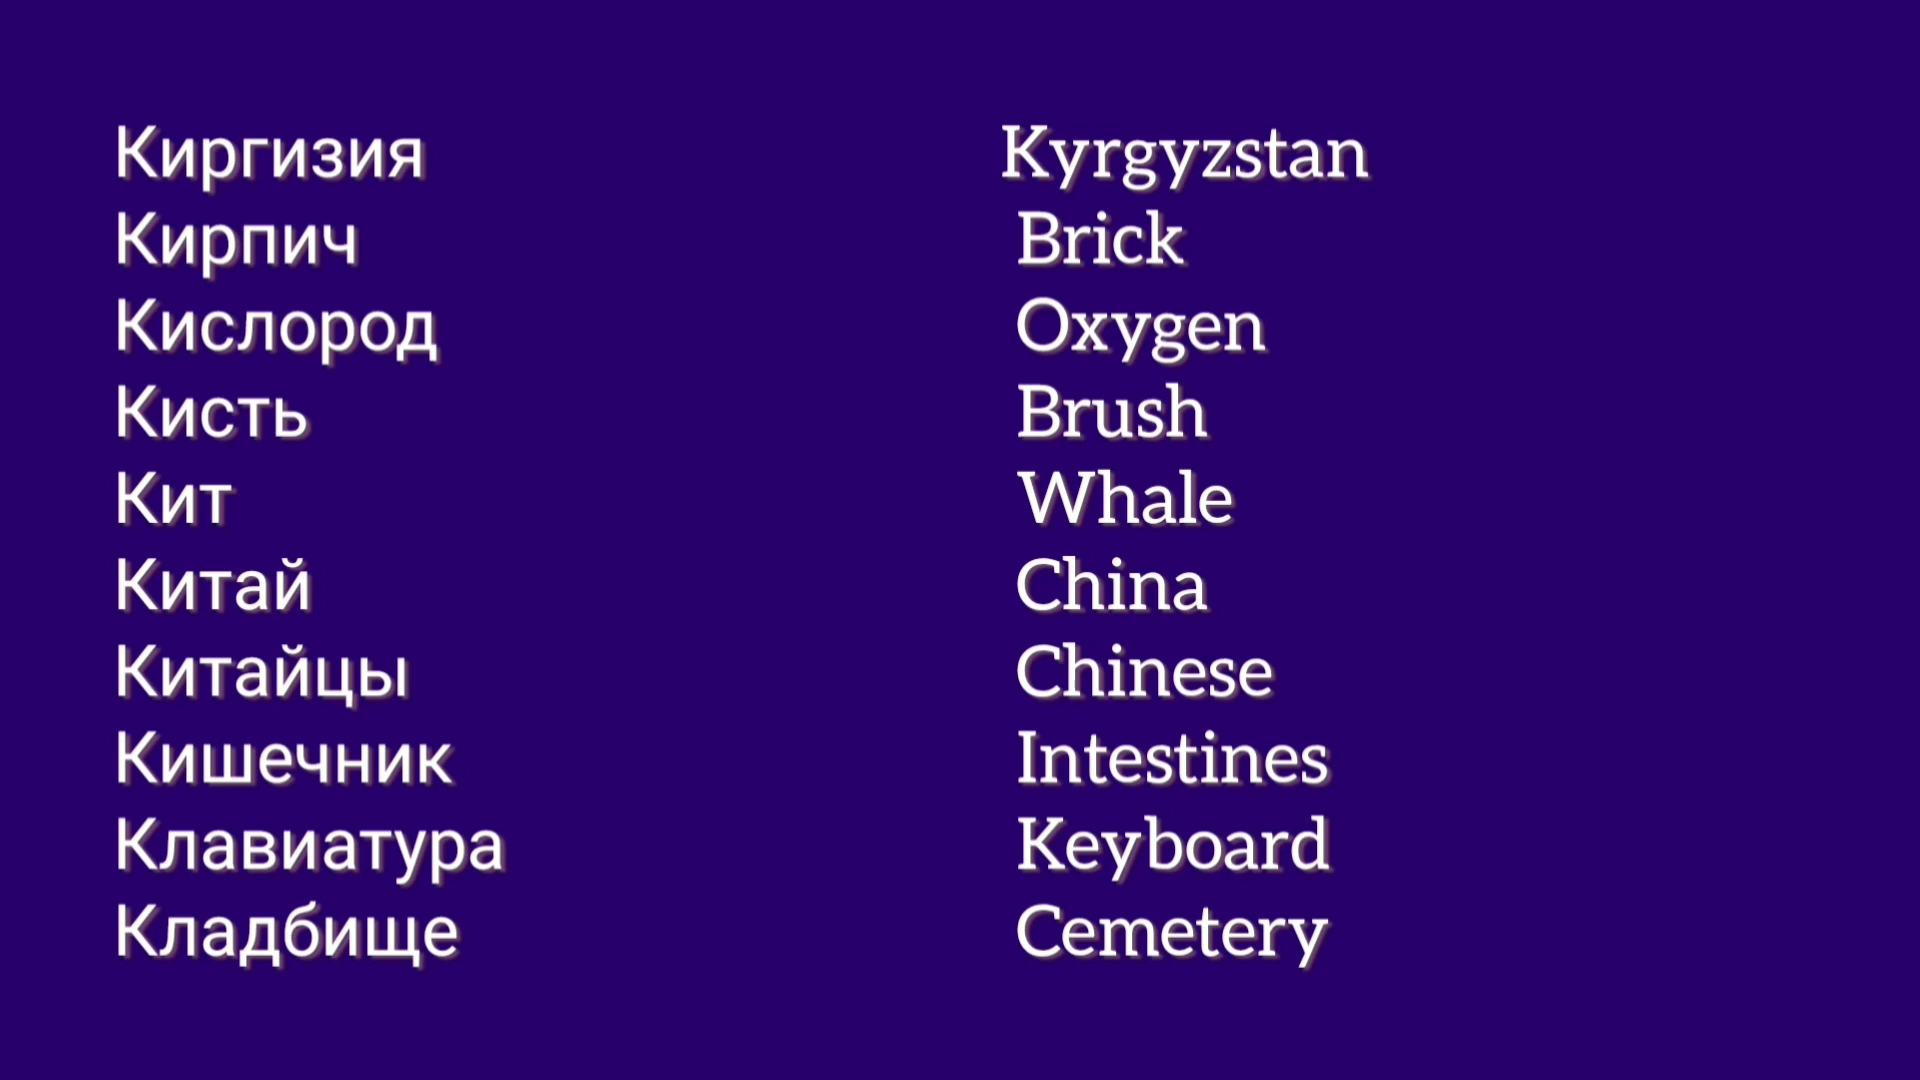 Киргизия Kyrgyzstan
Кирпич Brick
Кислород Oxygen
Кисть Brush
Кит Whale
Китай China
Китайцы Chinese
Кишечник Intestines
Клавиатура Keyboard
Кладбище Cemetery